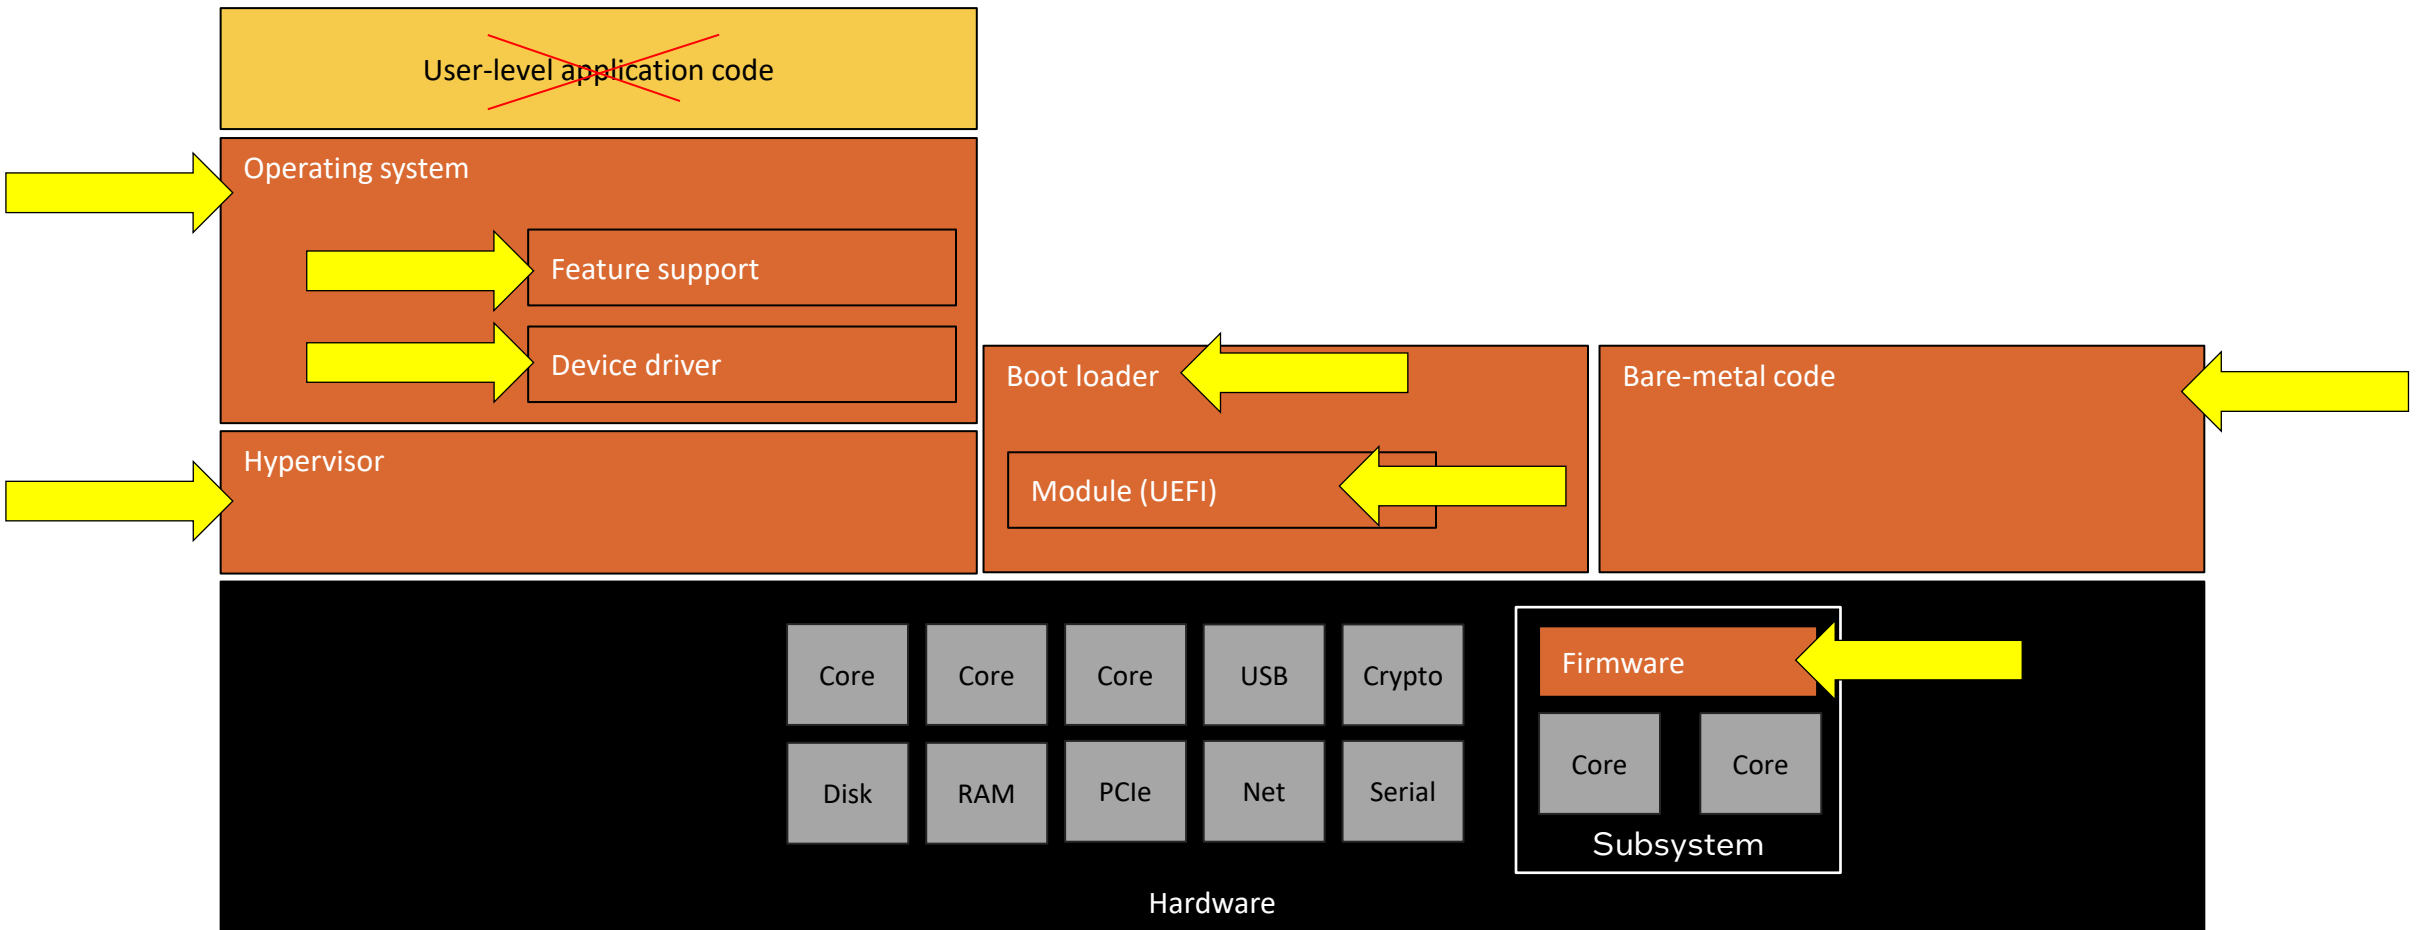 User-level application code
Operating system
Feature support
Device driver
Hypervisor
Boot loader
Module (UEFI)
Bare-metal code
Core
Core
Core
USB
Crypto
Disk
RAM
PCIe
Net
Serial
Firmware
Core
Core
Subsystem
Hardware